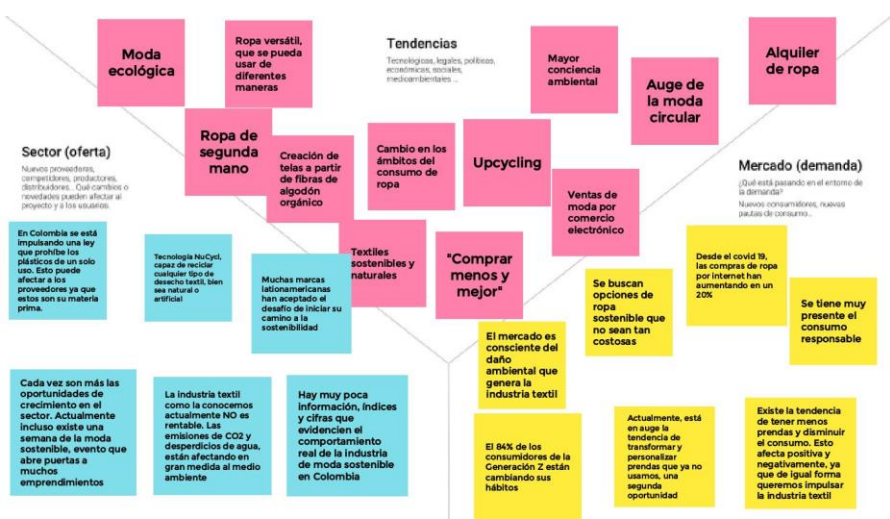 Moda
ecológica
Ropa versátil,
que se pueda
usar de
diferentes
maneras
Tendencias
Tecnológicas, legales, políticas,
económicas, sociales,
medioambientales ...
Mayor
conciencia
ambiental
Auge de
la moda
circular
Alquiler
de ropa
Ropa de
segunda
mano
Creación de
telas a partir
de fibras de
algodón
orgánico
Cambio en los
ámbitos del
consumo de
ropa
Upcycling
Ventas de
moda por
comercio
electrónico
Textiles
sostenibles y
naturales
"Comprar
menos y
mejor"
Sector (oferta)
Nuevos proveedores,
competidores, productores,
distribuidores... Qué cambios o
novedades pueden afectar al
proyecto y a los usuarios.
En Colombia se está
impulsando una ley
que prohíbe los
plásticos de un solo
uso. Esto puede
afectar a los
proveedores ya que
estos son su materia
prima.
Tecnología NuCycl,
capaz de reciclar
cualquier tipo de
desecho textil, bien
sea natural o
artificial
Muchas marcas
lationamericanas
han aceptado el
desafío de iniciar su
camino a la
sostenibilidad
Cada vez son más las
oportunidades de
crecimiento en el
sector. Actualmente
incluso existe una
semana de la moda
sostenible, evento que
abre puertas a
muchos
emprendimientos
La industria textil
como la conocemos
actualmente NO es
rentable. Las
emisiones de CO2 y
desperdicios de agua,
están afectando en
gran medida al medio
ambiente
Hay muy poca
información, índices
y cifras que
evidencien el
comportamiento
real de la industria
de moda sostenible
en Colombia
Mercado (demanda)
¿Qué está pasando en el entorno de
la demanda?
Nuevos consumidores, nuevas
pautas de consumo...
Desde el covid 19,
las compras de ropa
por internet han
aumentando en un
20%
Se buscan
opciones de
ropa
sostenible que
no sean tan
costosas
Se tiene muy
presente el
consumo
responsable
El mercado es
consciente del
daño
ambiental que
genera la
industria textil
El 84% de los
consumidores de la
Generación Z están
cambiando sus
hábitos
Actualmente, está
en auge la
tendencia de
transformar y
personalizar
prendas que ya no
usamos, una
segunda
oportunidad
Existe la tendencia
de tener menos
prendas y disminuir
el consumo. Esto
afecta positiva y
negativamente, ya
que de igual forma
queremos impulsar
la industria textil